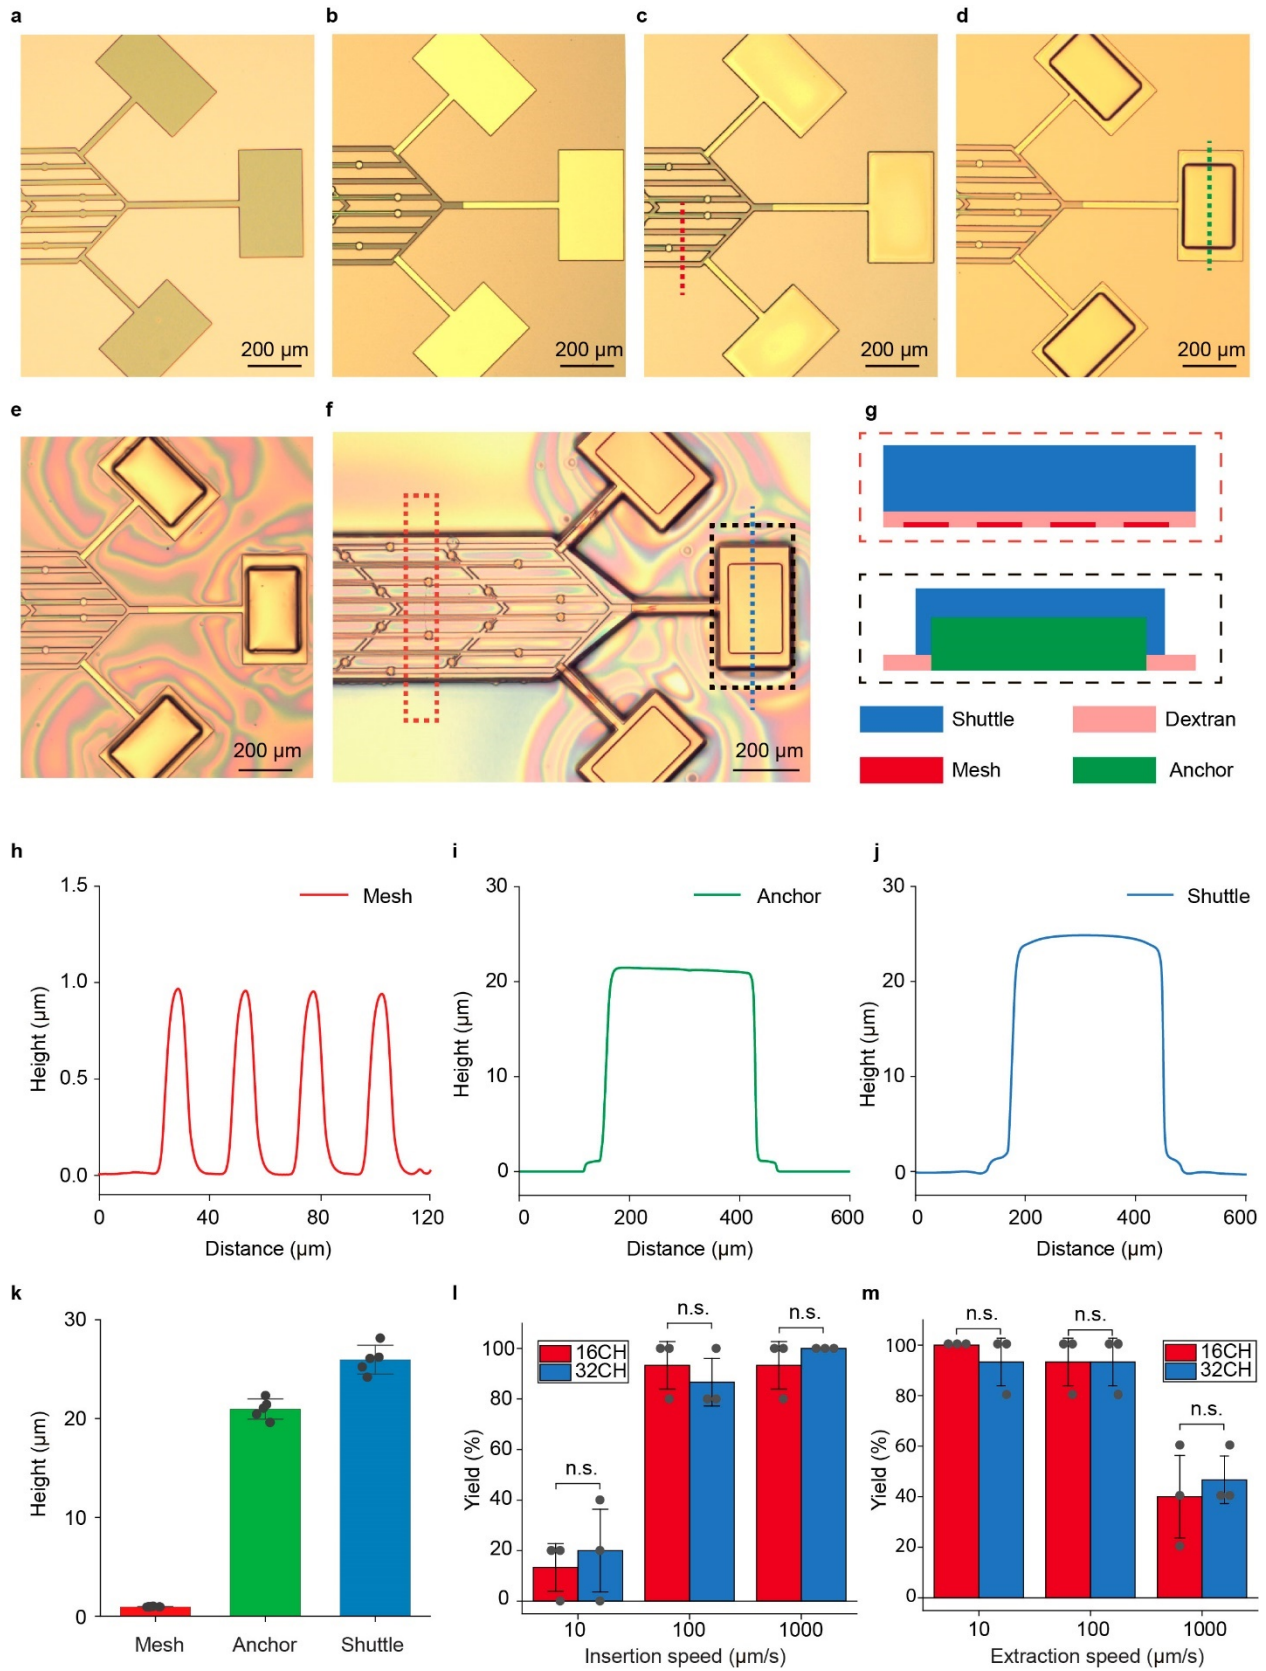 a
b
c
d
200 µm
200 µm
200 µm
200 µm
e
f
g
200 µm
200 µm
Shuttle
Dextran
Mesh
Anchor
h
i
j
1.5
1.0
0.5
0.0
Height (µm)
Mesh
0 40 80 120
Distance (µm)
30
20
10
0
Height (µm)
Anchor
0 200 400 600
Distance (µm)
30
20
10
0
Height (µm)
Shuttle
0 200 400 600
Distance (µm)
k
l
m
30
20
10
0
Height (µm)
Mesh Anchor Shuttle
100
80
60
40
20
0
Yield (%)
16CH
32CH
n.s.
n.s.
n.s.
10 100 1000
Insertion speed (µm/s)
100
80
60
40
20
0
Yield (%)
n.s.
n.s.
16CH
32CH
n.s.
10 100 1000
Extraction speed (µm/s)